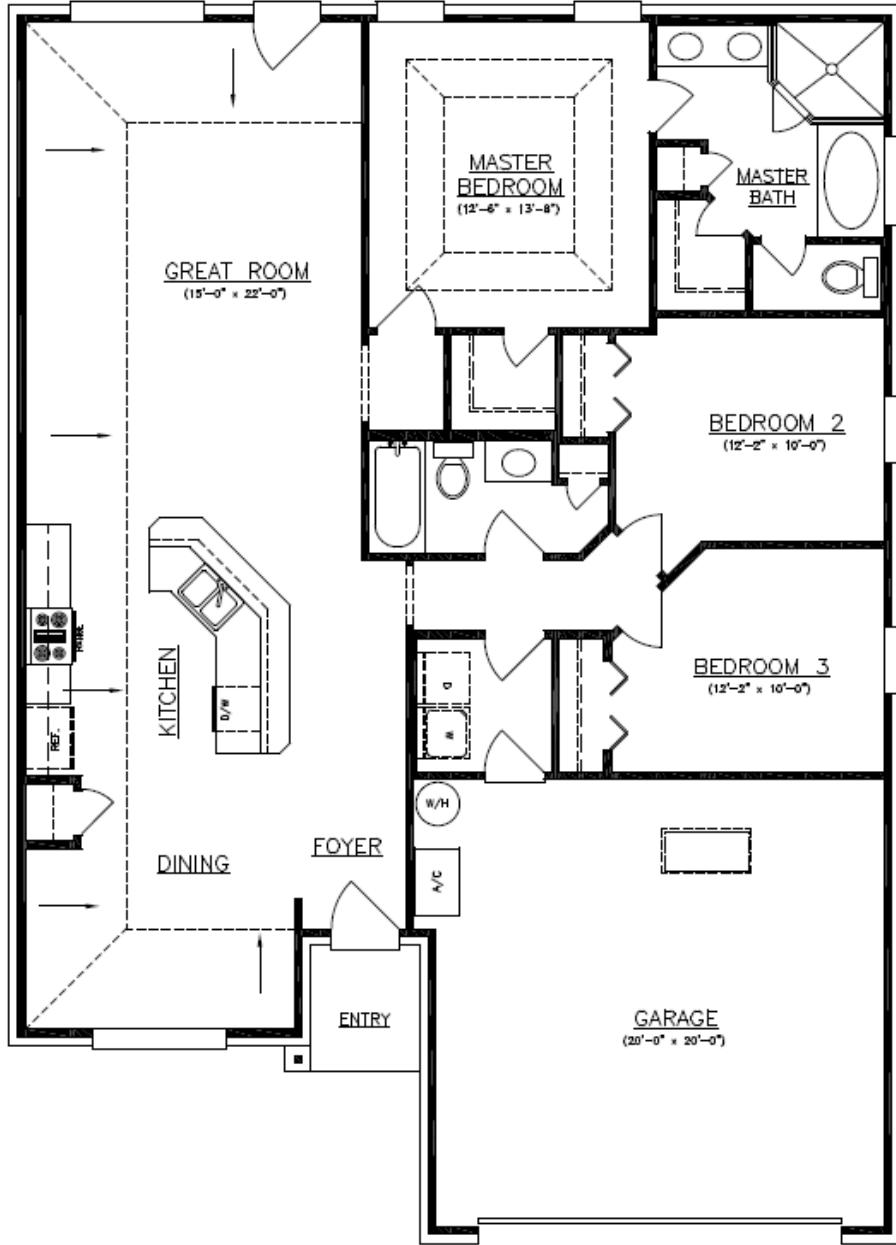 MASTER
BEDROOM
(12'-6" x 13'-8")
MASTER
BATH
GREAT ROOM
(15'-0" x 22'-0")
BEDROOM 2
(12'-2" x 10'-0")
KITCHEN
D/W
REF.
D
W
BEDROOM 3
(12'-2" x 10'-0")
W/H
A/C
FOYER
DINING
ENTRY
GARAGE
(20'-0" x 20'-0")